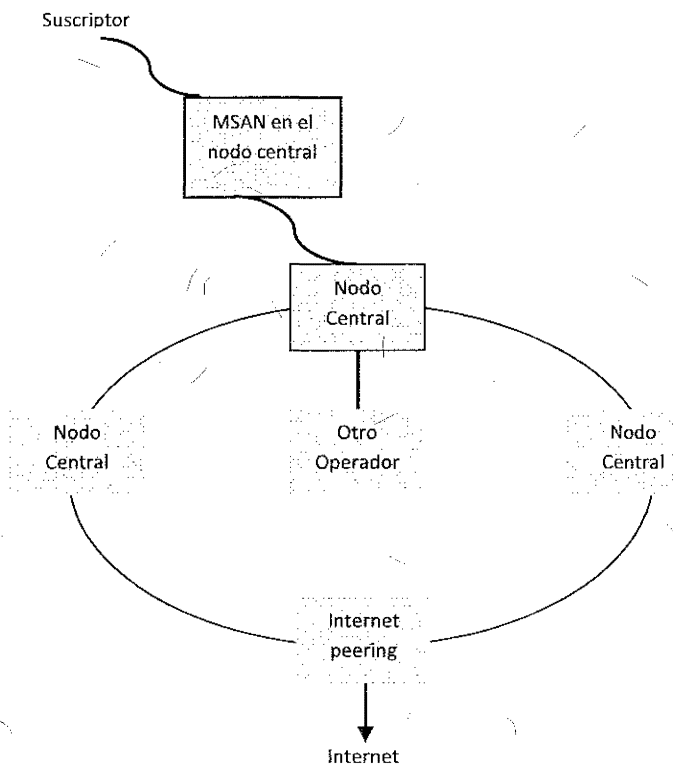 Suscriptor
MSAN en el
nodo central
Nodo
Central
Nodo
Central
Otro
Operador
Nodo
Central
Internet
peering
Internet